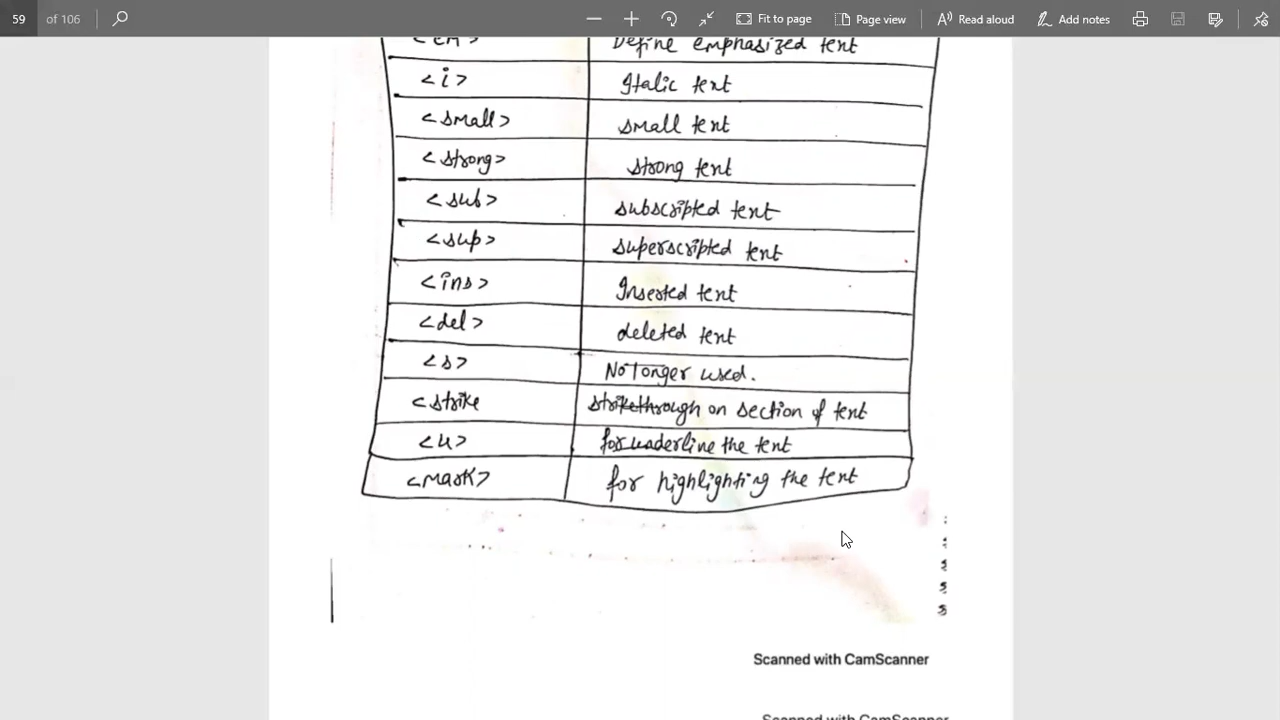 59 of 106 Fit to page Page view Read aloud Add notes
<em> Define emphasized text
<i> Italic text
<small> small text
<strong> strong text
<sub> subscripted text
<sup> superscripted text
<ins> Inserted text
<del> deleted text
<s> No longer used.
<strike strikethrough on section of text
<u> for underline the text
<mark> for highlighting the text
Scanned with CamScanner
Scanned with CamScanner